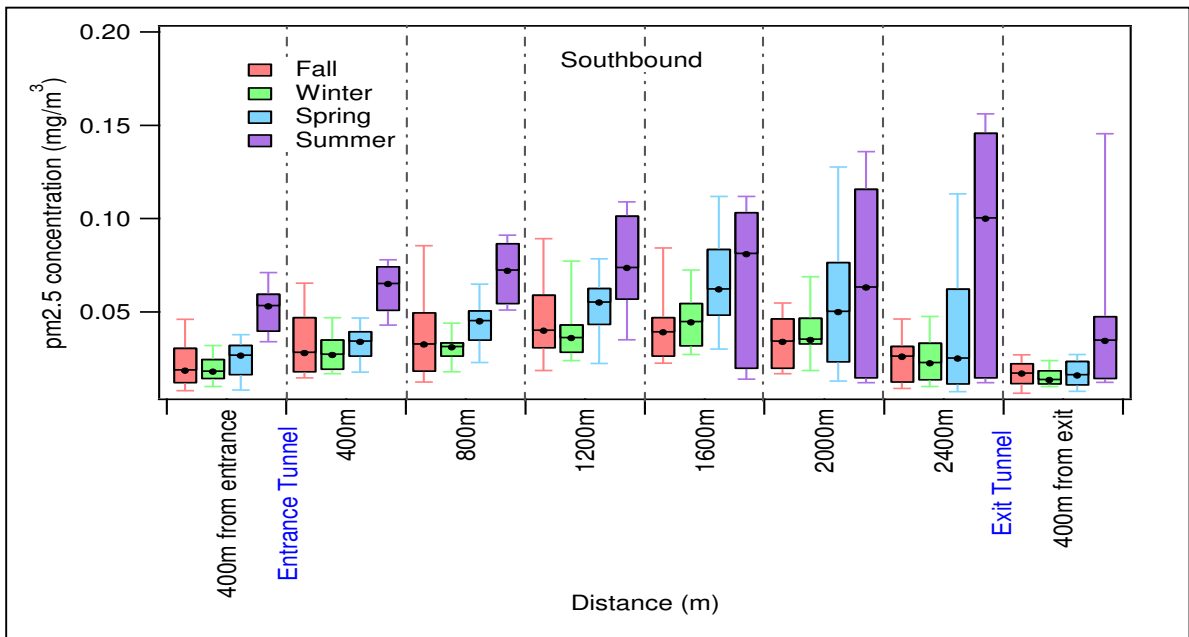 0.20
0.15
0.10
0.05
pm2.5 concentration (mg/m³)
Southbound
Fall
Winter
Spring
Summer
400m from entrance
Entrance Tunnel
400m
800m
1200m
1600m
2000m
2400m
Exit Tunnel
400m from exit
Distance (m)